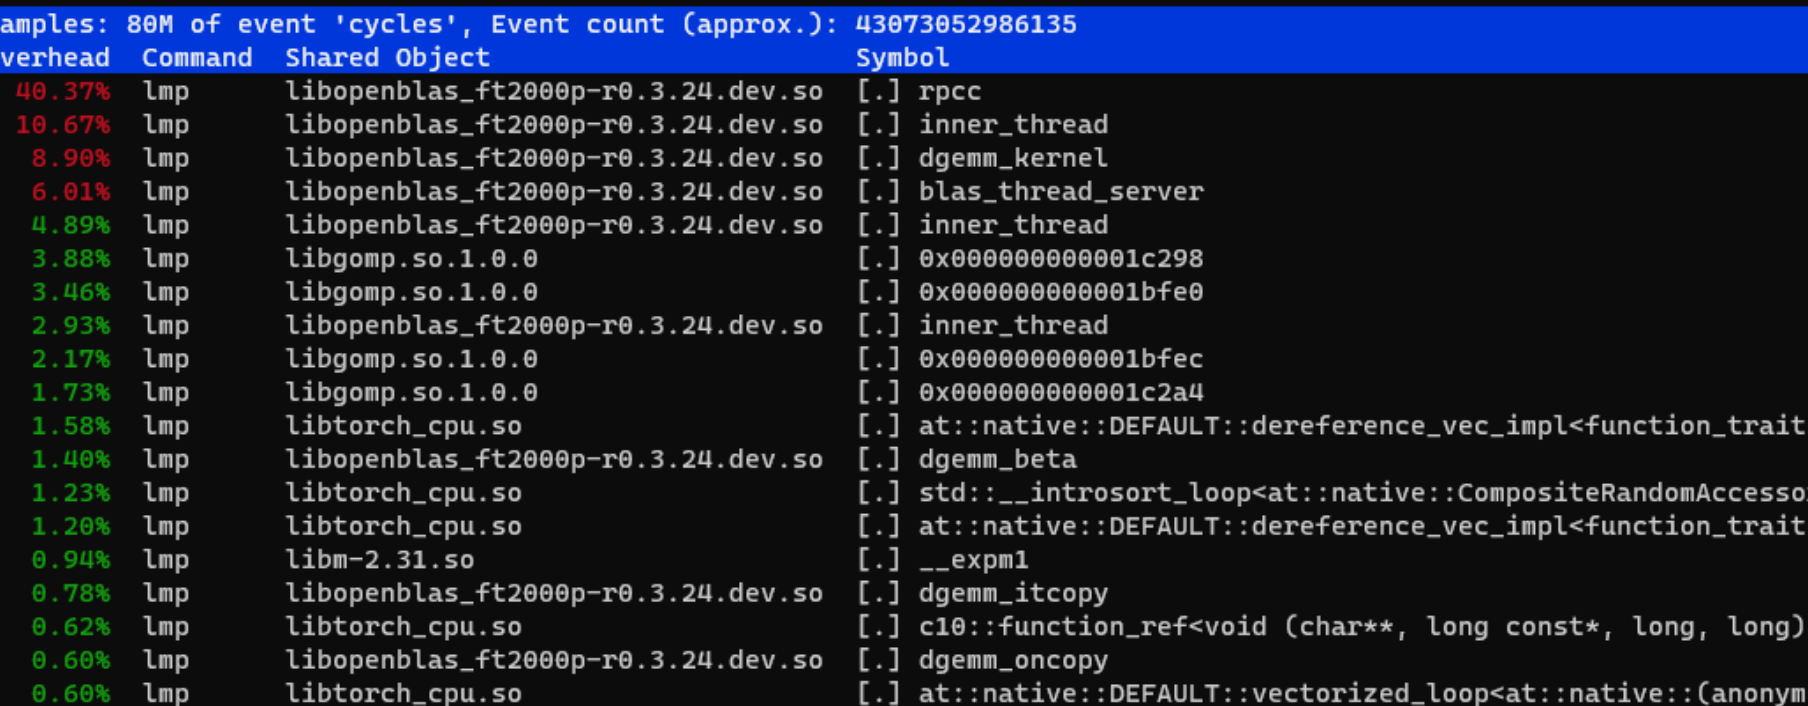 amples: 80M of event 'cycles', Event count (approx.): 43073052986135
verhead  Command  Shared Object                       Symbol
40.37%  lmp      libopenblas_ft2000p-r0.3.24.dev.so  [.] rpcc
10.67%  lmp      libopenblas_ft2000p-r0.3.24.dev.so  [.] inner_thread
8.90%  lmp      libopenblas_ft2000p-r0.3.24.dev.so  [.] dgemm_kernel
6.01%  lmp      libopenblas_ft2000p-r0.3.24.dev.so  [.] blas_thread_server
4.89%  lmp      libopenblas_ft2000p-r0.3.24.dev.so  [.] inner_thread
3.88%  lmp      libgomp.so.1.0.0                    [.] 0x000000000001c298
3.46%  lmp      libgomp.so.1.0.0                    [.] 0x000000000001bfe0
2.93%  lmp      libopenblas_ft2000p-r0.3.24.dev.so  [.] inner_thread
2.17%  lmp      libgomp.so.1.0.0                    [.] 0x000000000001bfec
1.73%  lmp      libgomp.so.1.0.0                    [.] 0x000000000001c2a4
1.58%  lmp      libtorch_cpu.so                     [.] at::native::DEFAULT::dereference_vec_impl<function_trait
1.40%  lmp      libopenblas_ft2000p-r0.3.24.dev.so  [.] dgemm_beta
1.23%  lmp      libtorch_cpu.so                     [.] std::__introsort_loop<at::native::CompositeRandomAccesso
1.20%  lmp      libtorch_cpu.so                     [.] at::native::DEFAULT::dereference_vec_impl<function_trait
0.94%  lmp      libm-2.31.so                        [.] __expm1
0.78%  lmp      libopenblas_ft2000p-r0.3.24.dev.so  [.] dgemm_itcopy
0.62%  lmp      libtorch_cpu.so                     [.] c10::function_ref<void (char**, long const*, long, long)
0.60%  lmp      libopenblas_ft2000p-r0.3.24.dev.so  [.] dgemm_oncopy
0.60%  lmp      libtorch_cpu.so                     [.] at::native::DEFAULT::vectorized_loop<at::native::(anonym